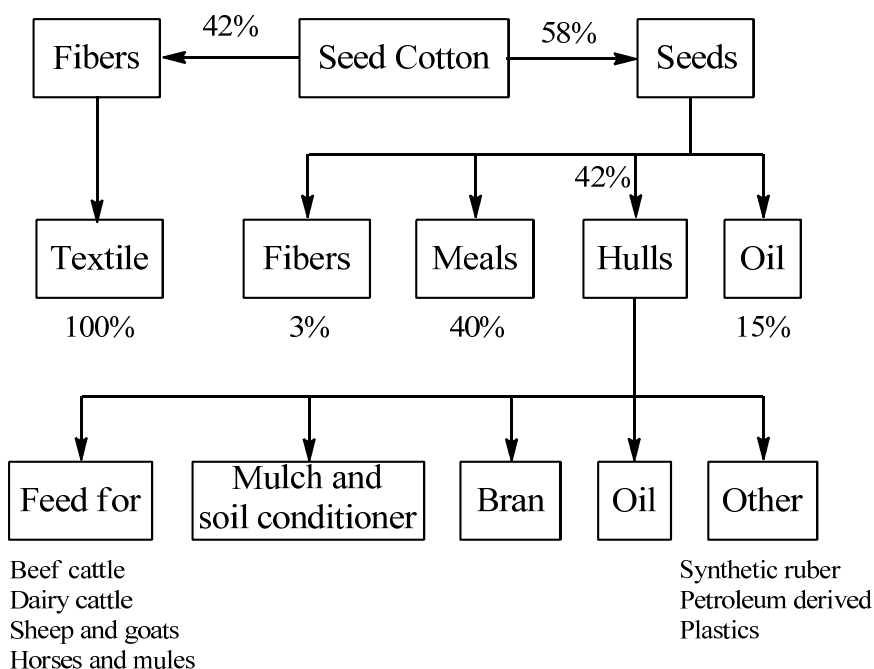 42%
58%
Fibers
Seed Cotton
Seeds
42%
Textile
Fibers
Meals
Hulls
Oil
100%
3%
40%
15%
Feed for
Mulch and
soil conditioner
Bran
Oil
Other
Beef cattle
Dairy cattle
Sheep and goats
Horses and mules
Synthetic ruber
Petroleum derived
Plastics